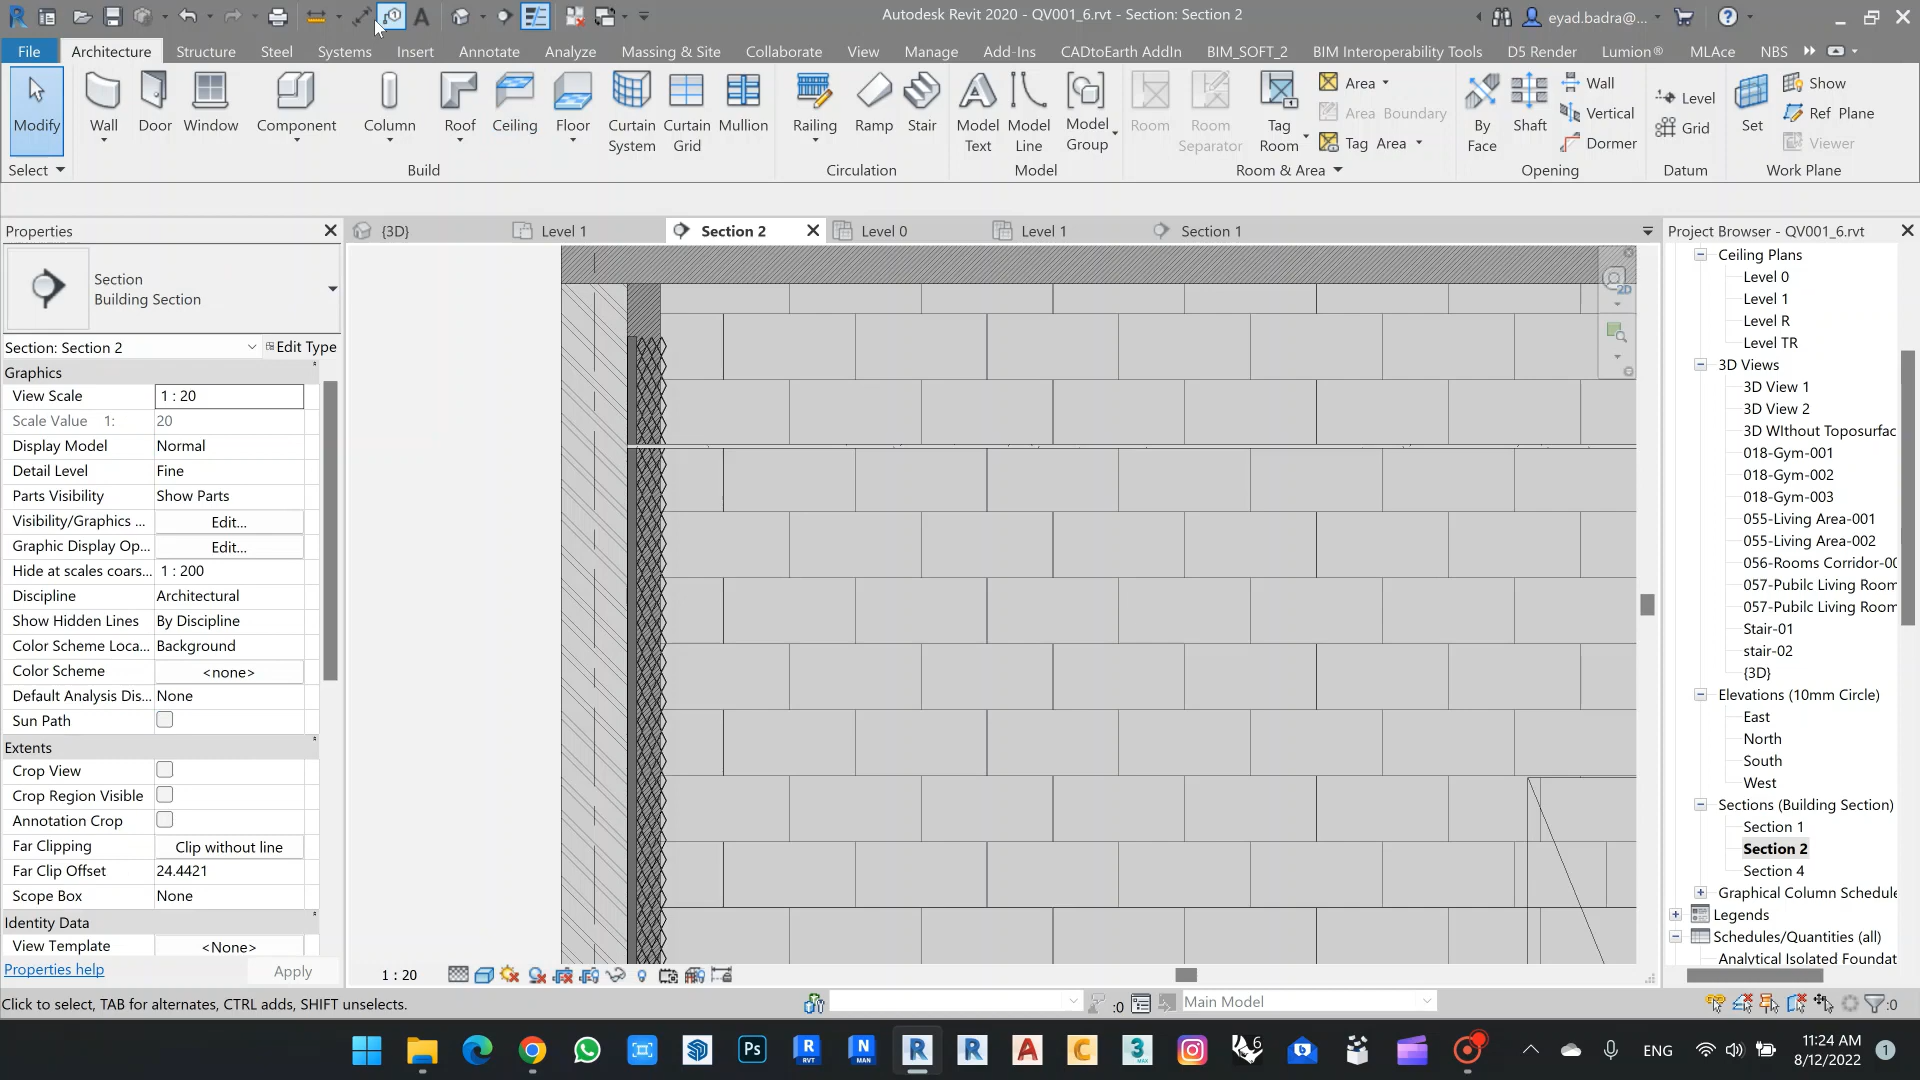 Autodesk Revit 2020 - QV001_6.rvt - Section: Section 2
eyad.badra@...
File Architecture Structure Steel Systems Insert Annotate Analyze Massing & Site Collaborate View Manage Add-Ins CADtoEarth AddIn BIM_SOFT_2 BIM Interoperability Tools D5 Render Lumion® MLAce NBS
Modify
Wall
Door
Window
Component
Column
Roof
Ceiling
Floor
Curtain System
Curtain Grid
Mullion
Railing
Ramp
Stair
Model Text
Model Line
Model Group
Room
Room Separator
Tag Room
Area
Area Boundary
Tag Area
By Face
Shaft
Wall
Vertical
Dormer
Level
Grid
Set
Show
Ref Plane
Viewer
Select Build Circulation Model Room & Area Opening Datum Work Plane
Properties
{3D} Level 1 Section 2 Level 0 Level 1 Section 1
Section
Building Section
Section: Section 2 Edit Type
Graphics
View Scale 1 : 20
Scale Value 1: 20
Display Model Normal
Detail Level Fine
Parts Visibility Show Parts
Visibility/Graphics ... Edit...
Graphic Display Op... Edit...
Hide at scales coars... 1 : 200
Discipline Architectural
Show Hidden Lines By Discipline
Color Scheme Loca... Background
Color Scheme <none>
Default Analysis Dis... None
Sun Path
Extents
Crop View
Crop Region Visible
Annotation Crop
Far Clipping Clip without line
Far Clip Offset 24.4421
Scope Box None
Identity Data
View Template <None>
Properties help Apply
2D
1 : 20
Project Browser - QV001_6.rvt
Ceiling Plans
Level 0
Level 1
Level R
Level TR
3D Views
3D View 1
3D View 2
3D WIthout Toposurfac
018-Gym-001
018-Gym-002
018-Gym-003
055-Living Area-001
055-Living Area-002
056-Rooms Corridor-00
057-Pubilc Living Room
057-Pubilc Living Room
Stair-01
stair-02
{3D}
Elevations (10mm Circle)
East
North
South
West
Sections (Building Section)
Section 1
Section 2
Section 4
Graphical Column Schedule
Legends
Schedules/Quantities (all)
Analytical Isolated Foundat
Click to select, TAB for alternates, CTRL adds, SHIFT unselects. :0 Main Model :0
Ps
R RVT
N MAN
R
R
A
C
3 MAX
6
ENG
11:24 AM
8/12/2022
1